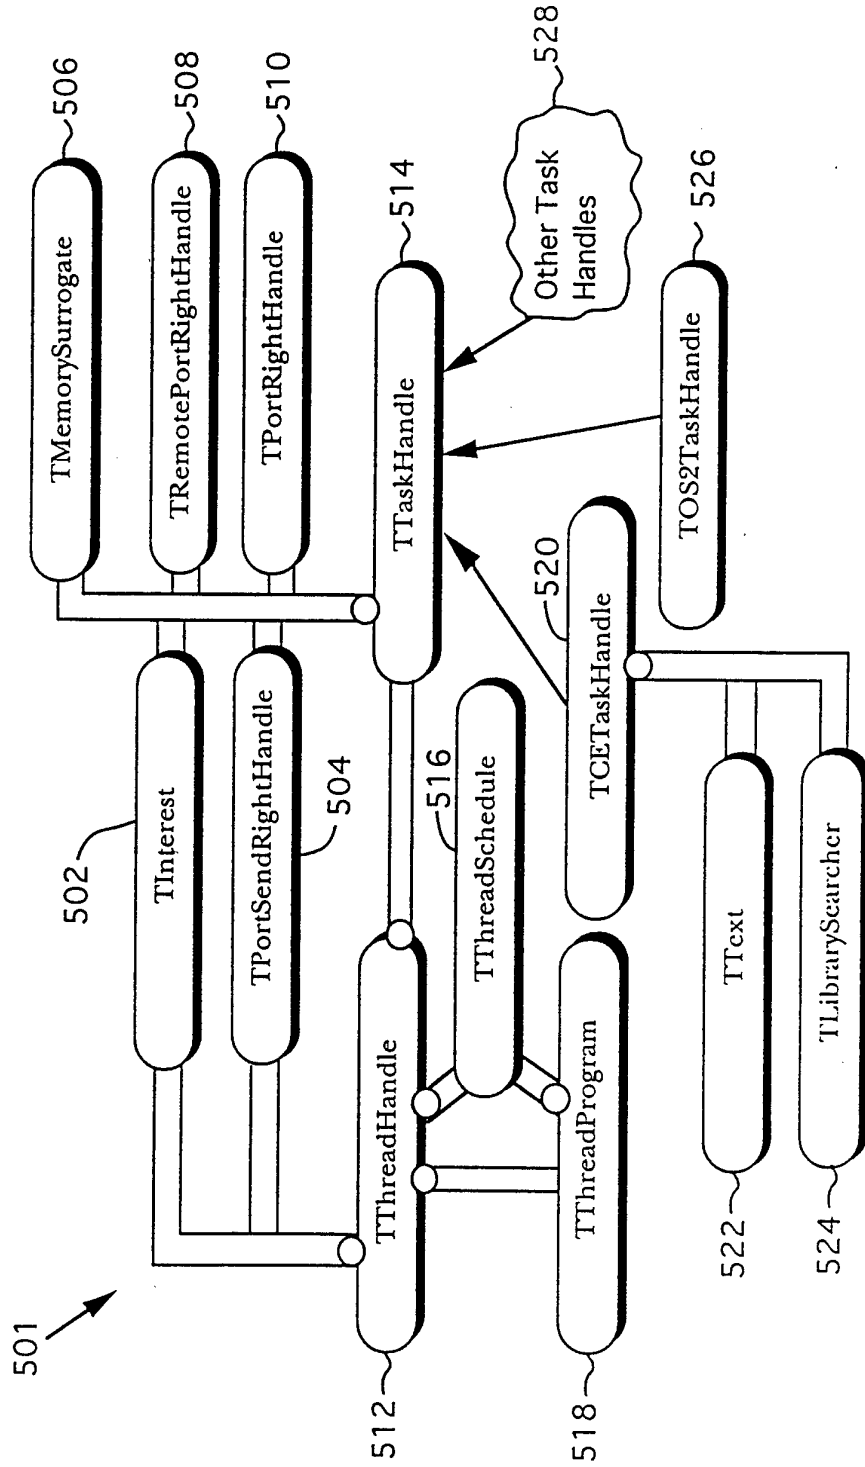 501
502
TInterest
TPortSendRightHandle
504
TMemorySurrogate
506
TRemotePortRightHandle
508
TPortRightHandle
510
512
TThreadHandle
TTaskHandle
514
516
TThreadSchedule
518
TThreadProgram
520
TCETaskHandle
Other Task
Handles
528
TOS2TaskHandle
526
522
TText
524
TLibrarySearcher